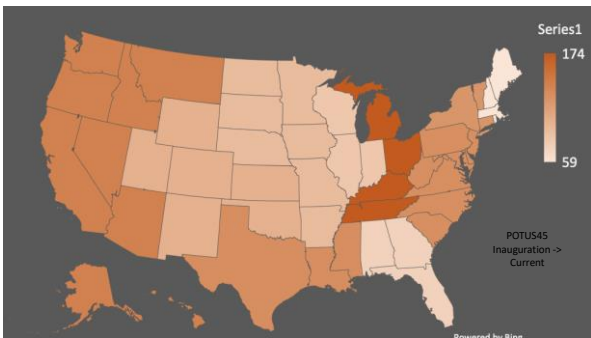 Series1
174
59
POTUS45
Inauguration ->
Current
Powered by Bing